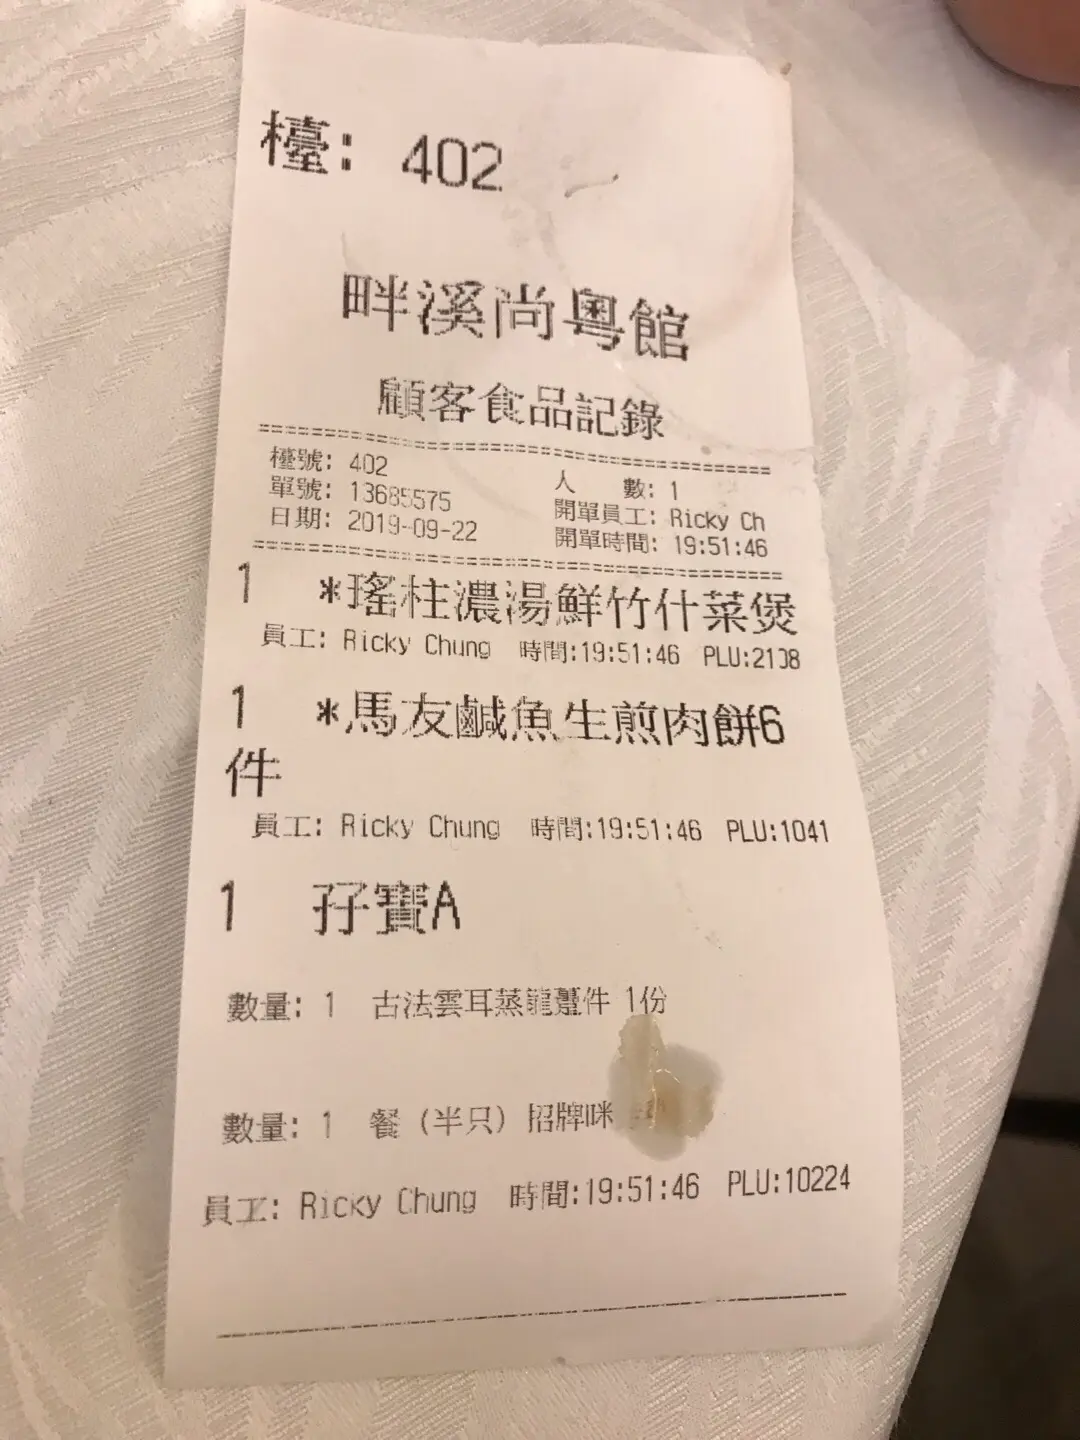 檯: 402
畔溪尚粵館
顧客食品記錄
檯號: 402 人 數: 1
單號: 13685575 開單員工: Ricky Ch
日期: 2019-09-22 開單時間: 19:51:46
1 *瑤柱濃湯鮮竹什菜煲
員工: Ricky Chung 時間:19:51:46 PLU:2108
1 *馬友鹹魚生煎肉餅6
件
員工: Ricky Chung 時間:19:51:46 PLU:1041
1 孖寶A
數量: 1 古法雲耳蒸龍躉件 1份
數量: 1 餐 (半只) 招牌咪
員工: Ricky Chung 時間:19:51:46 PLU:10224